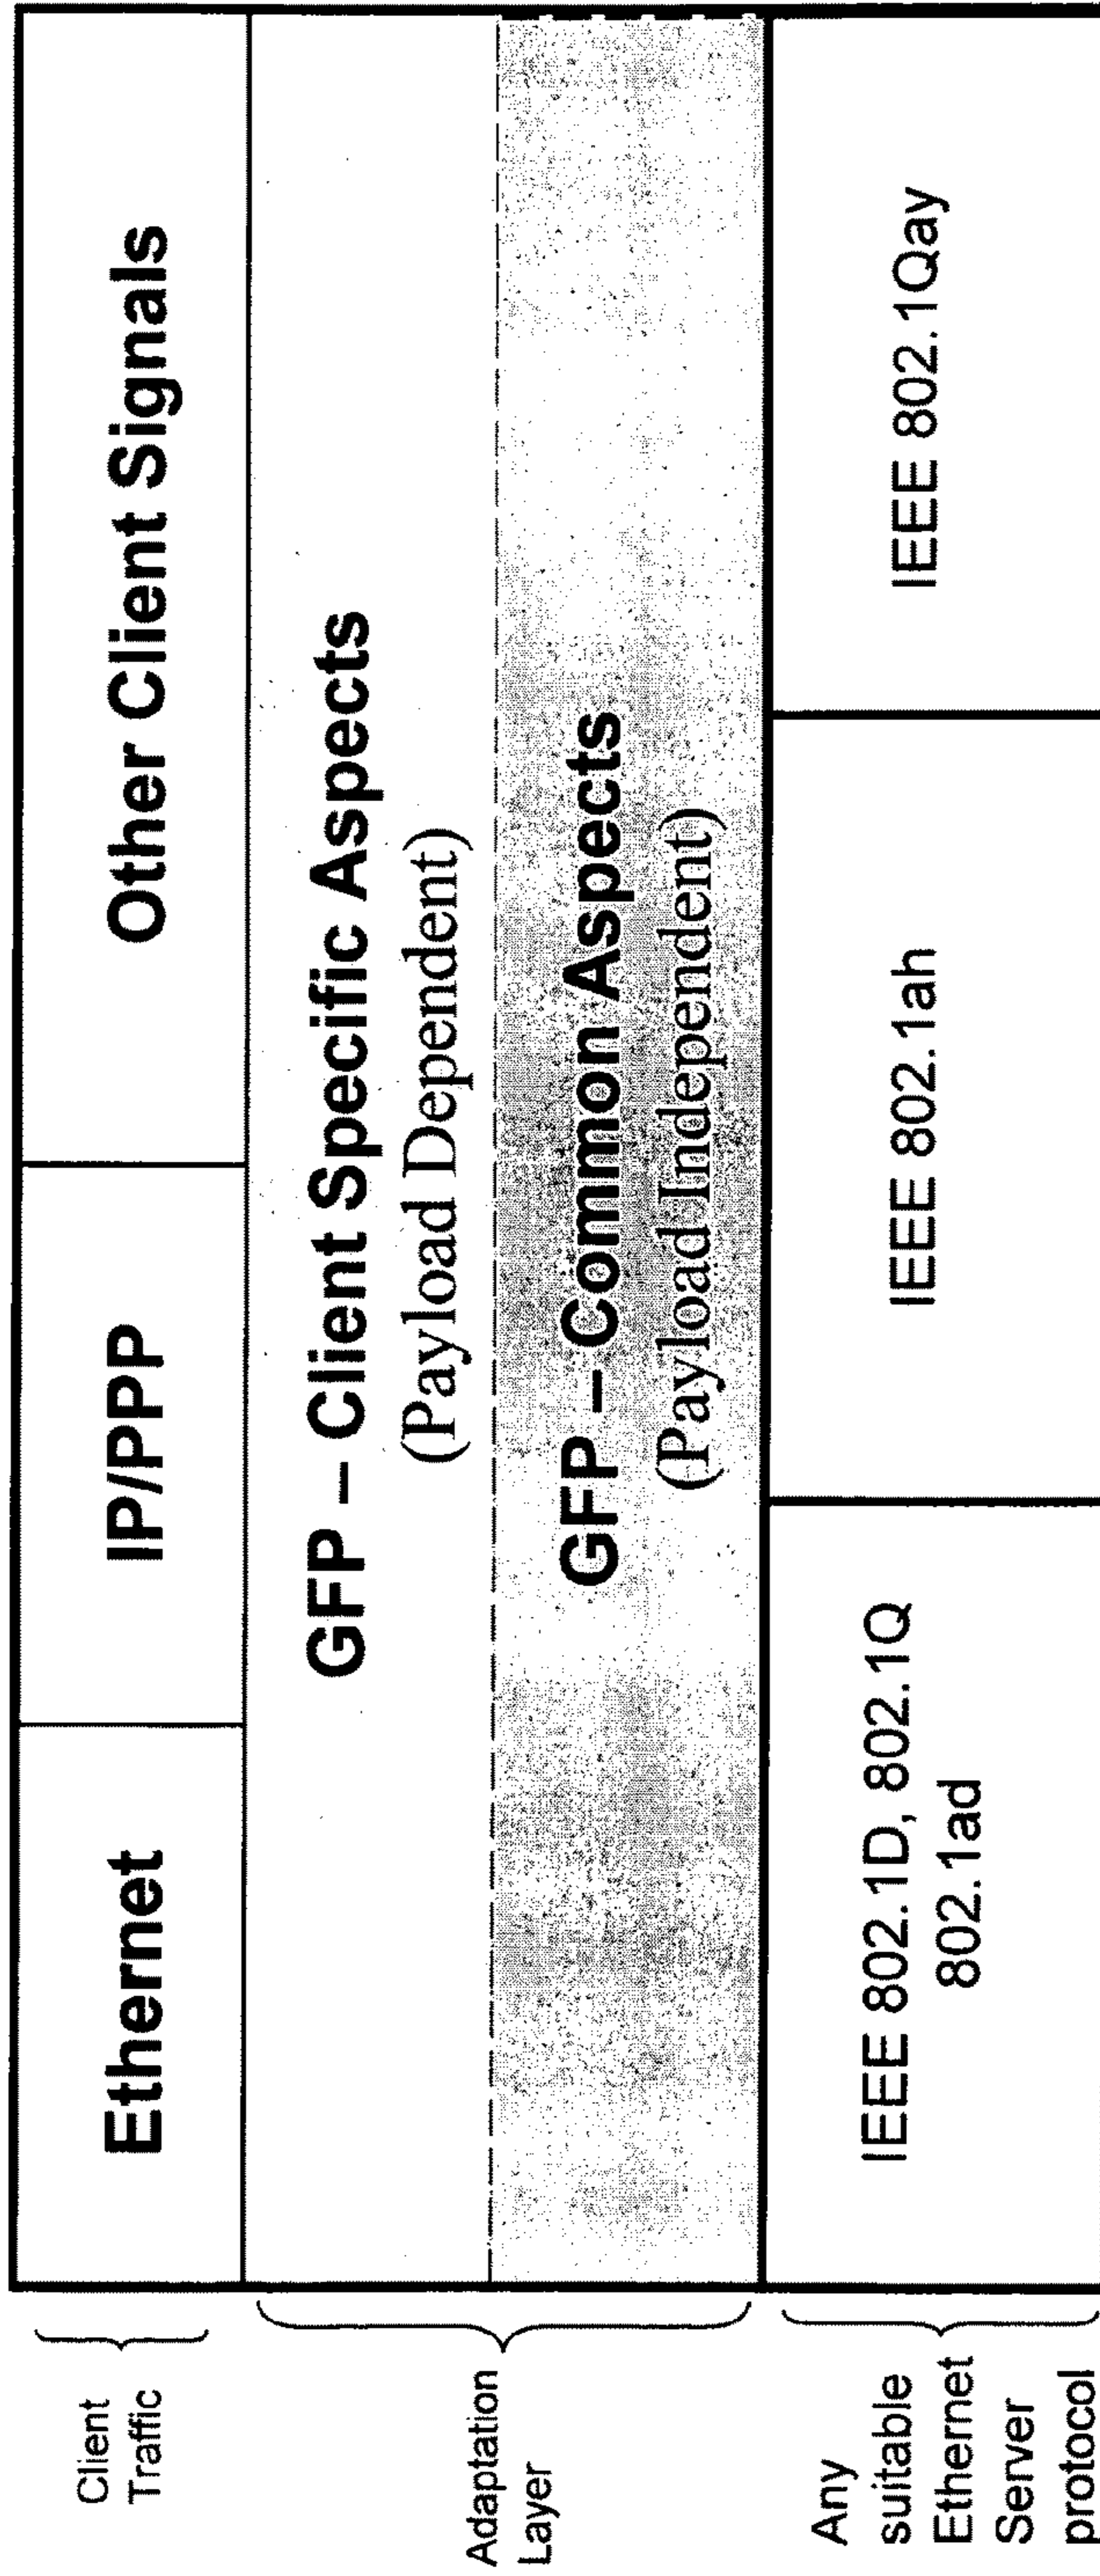 Client
Traffic
Ethernet
IP/PPP
Other Client Signals
Adaptation
Layer
GFP – Client Specific Aspects
(Payload Dependent)
GFP – Common Aspects
(Payload Independent)
Any
suitable
Ethernet
Server
protocol
IEEE 802.1D, 802.1Q
802.1ad
IEEE 802.1ah
IEEE 802.1Qay